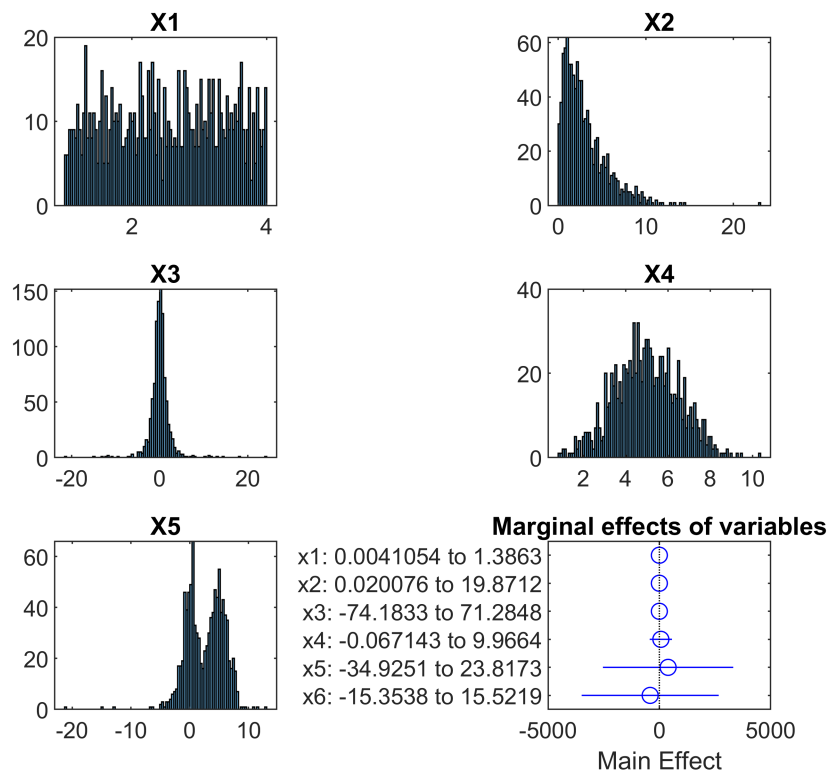 X1
20
10
0
2
4
X2
60
40
20
0
0
10
20
X3
150
100
50
0
-20
0
20
X4
40
20
0
2
4
6
8
10
X5
60
40
20
0
-20
-10
0
10
Marginal effects of variables
x1: 0.0041054 to 1.3863
x2: 0.020076 to 19.8712
x3: -74.1833 to 71.2848
x4: -0.067143 to 9.9664
x5: -34.9251 to 23.8173
x6: -15.3538 to 15.5219
-5000
0
5000
Main Effect